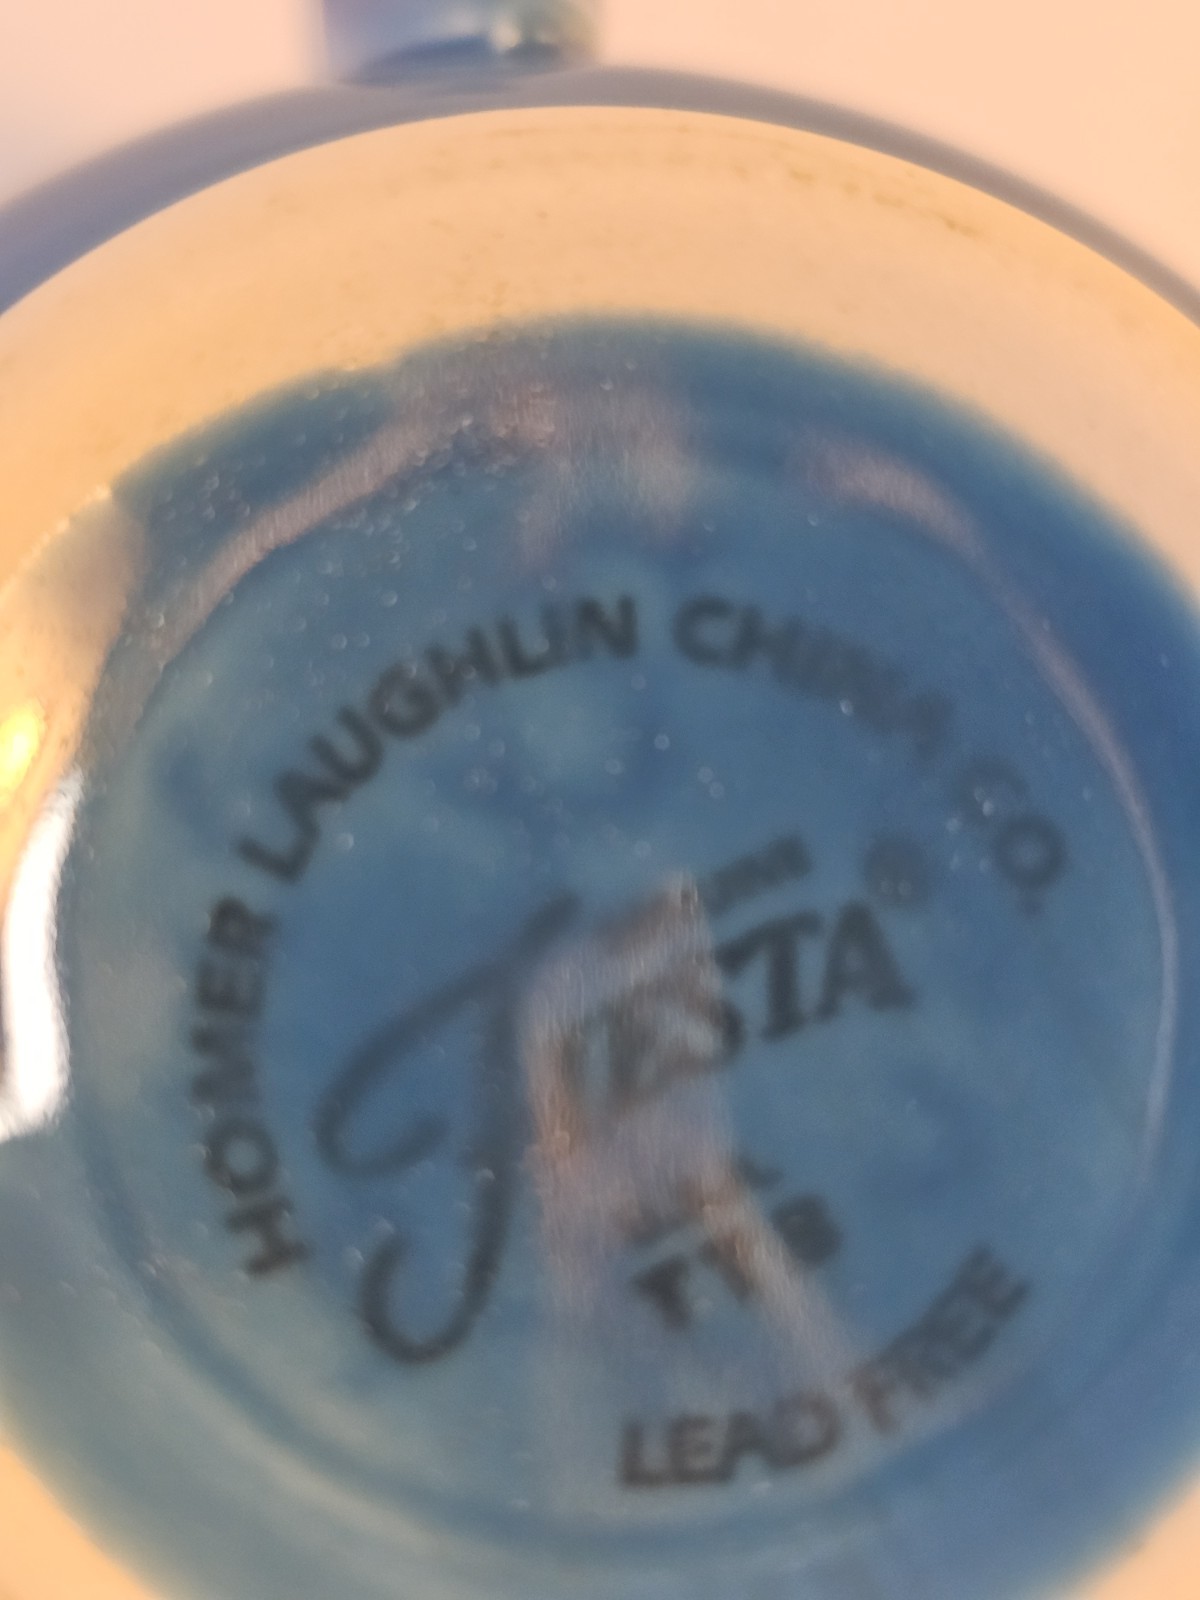 HOMER LAUGHLIN CHINA CO.
FIESTA®
LEAD FREE